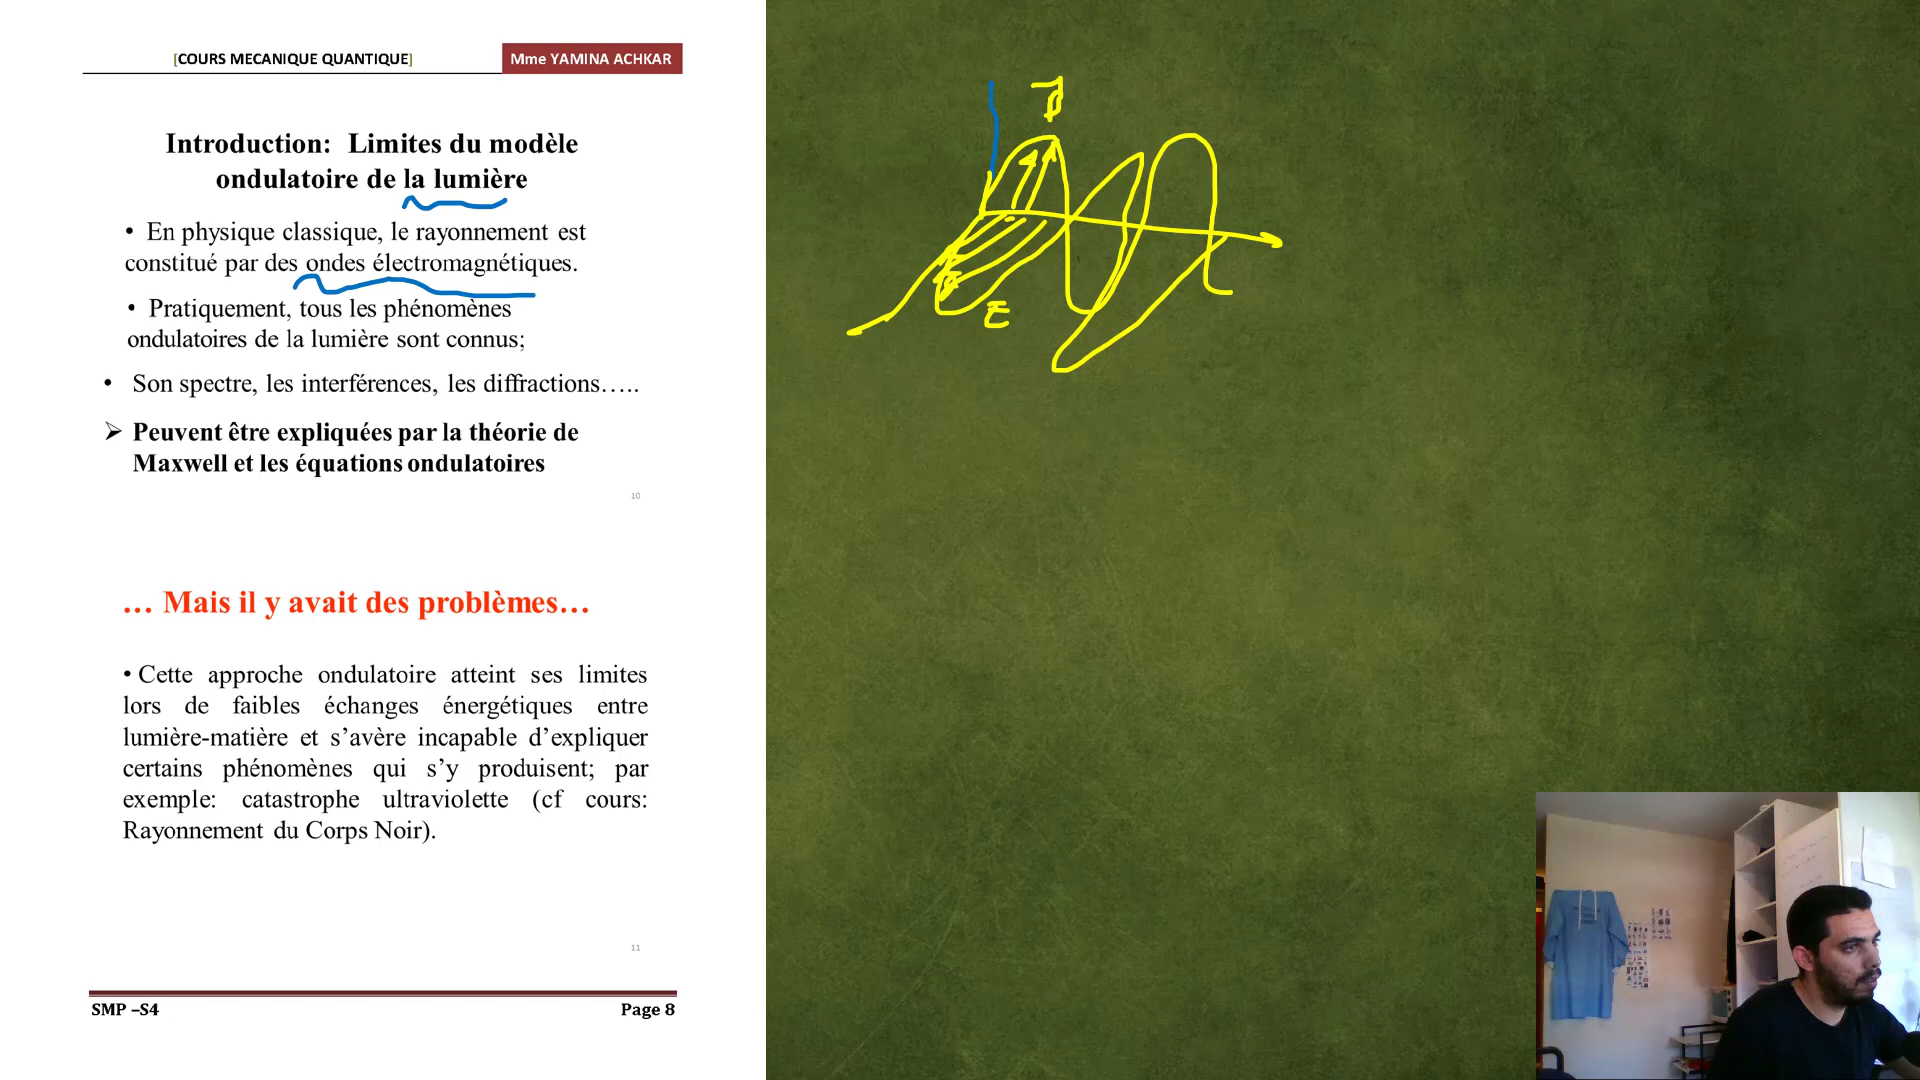 [COURS MECANIQUE QUANTIQUE]
Mme YAMINA ACHKAR
Introduction: Limites du modèle
ondulatoire de la lumière
• En physique classique, le rayonnement est
constitué par des ondes électromagnétiques.
• Pratiquement, tous les phénomènes
ondulatoires de la lumière sont connus;
• Son spectre, les interférences, les diffractions…..
➢ Peuvent être expliquées par la théorie de
Maxwell et les équations ondulatoires
10
… Mais il y avait des problèmes…
• Cette approche ondulatoire atteint ses limites
lors de faibles échanges énergétiques entre
lumière-matière et s’avère incapable d’expliquer
certains phénomènes qui s’y produisent; par
exemple: catastrophe ultraviolette (cf cours:
Rayonnement du Corps Noir).
11
SMP –S4
Page 8
E